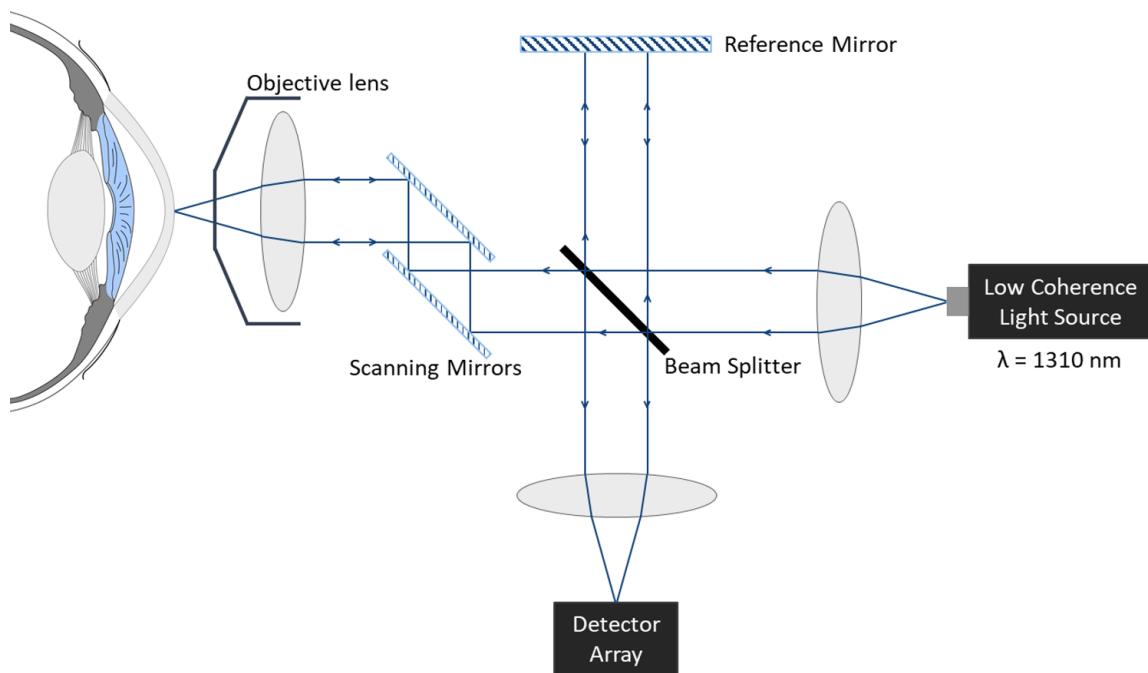 Reference Mirror
Objective lens
Low Coherence
Light Source
λ = 1310 nm
Scanning Mirrors
Beam Splitter
Detector
Array